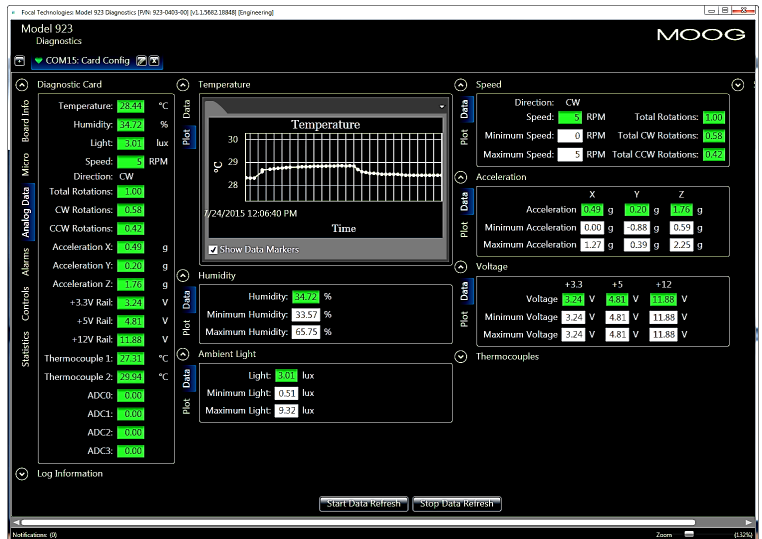 Focal Technologies: Model 923 Diagnostics [P/N: 923-0403-00] [v1.1.5682.18848] [Engineering]
Model 923
Diagnostics
MOOG
COM15: Card Config
Board Info
Micro
Analog Data
Alarms
Controls
Statistics
Diagnostic Card
Temperature: 28.44 °C
Humidity: 34.72 %
Light: 3.01 lux
Speed: 5 RPM
Direction: CW
Total Rotations: 1.00
CW Rotations: 0.58
CCW Rotations: 0.42
Acceleration X: 0.49 g
Acceleration Y: 0.20 g
Acceleration Z: 1.76 g
+3.3V Rail: 3.24 V
+5V Rail: 4.81 V
+12V Rail: 11.88 V
Thermocouple 1: 27.31 °C
Thermocouple 2: 29.94 °C
ADC0: 0.00
ADC1: 0.00
ADC2: 0.00
ADC3: 0.00
Log Information
Temperature
Data
Plot
Temperature
°C
30
29
28
7/24/2015 12:06:40 PM
Time
Show Data Markers
Humidity
Data
Plot
Humidity: 34.72 %
Minimum Humidity: 33.57 %
Maximum Humidity: 65.75 %
Ambient Light
Data
Plot
Light: 3.01 lux
Minimum Light: 0.51 lux
Maximum Light: 9.32 lux
Speed
Data
Plot
Direction: CW
Speed: 5 RPM Total Rotations: 1.00
Minimum Speed: 0 RPM Total CW Rotations: 0.58
Maximum Speed: 5 RPM Total CCW Rotations: 0.42
Acceleration
Data
Plot
X Y Z
Acceleration 0.49 g 0.20 g 1.76 g
Minimum Acceleration 0.00 g -0.88 g 0.59 g
Maximum Acceleration 1.27 g 0.39 g 2.25 g
Voltage
Data
Plot
+3.3 +5 +12
Voltage 3.24 V 4.81 V 11.88 V
Minimum Voltage 3.24 V 4.81 V 11.88 V
Maximum Voltage 3.24 V 4.81 V 11.88 V
Thermocouples
Start Data Refresh Stop Data Refresh
Notifications: (0)
Zoom (132%)